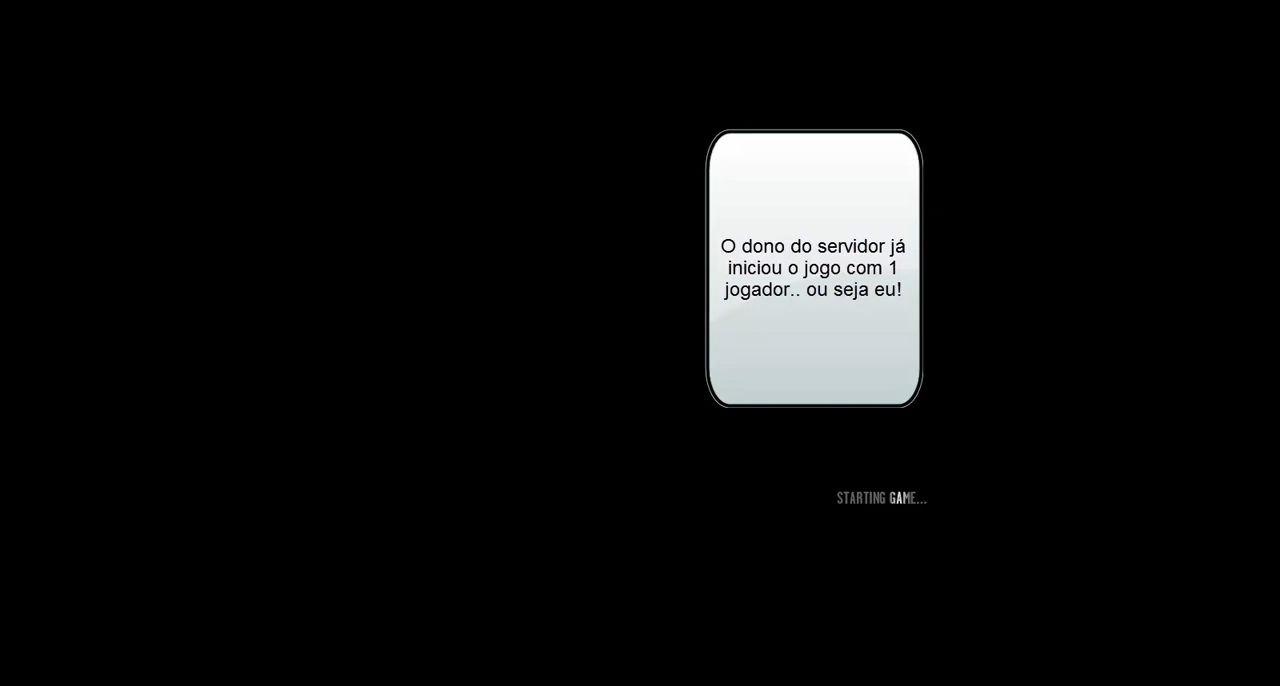 O dono do servidor já
iniciou o jogo com 1
jogador.. ou seja eu!
STARTING GAME...